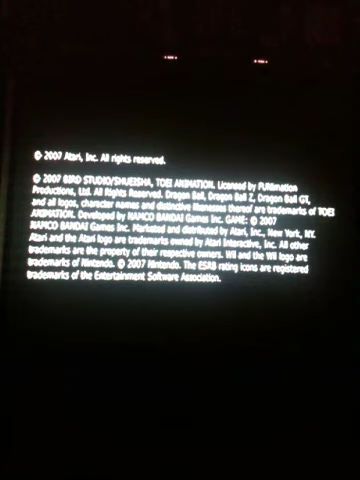 © 2007 Atari, Inc. All rights reserved.
© 2007 BIRD STUDIO/SHUEISHA, TOEI ANIMATION. Licensed by FUNimation
Productions, Ltd. All Rights Reserved. Dragon Ball, Dragon Ball Z, Dragon Ball GT,
and all logos, character names and distinctive likenesses thereof are trademarks of TOEI
ANIMATION. Developed by NAMCO BANDAI Games Inc. GAME: © 2007
NAMCO BANDAI Games Inc. Marketed and distributed by Atari, Inc., New York, NY.
Atari and the Atari logo are trademarks owned by Atari Interactive, Inc. All other
trademarks are the property of their respective owners. Wii and the Wii logo are
trademarks of Nintendo. © 2007 Nintendo. The ESRB rating icons are registered
trademarks of the Entertainment Software Association.